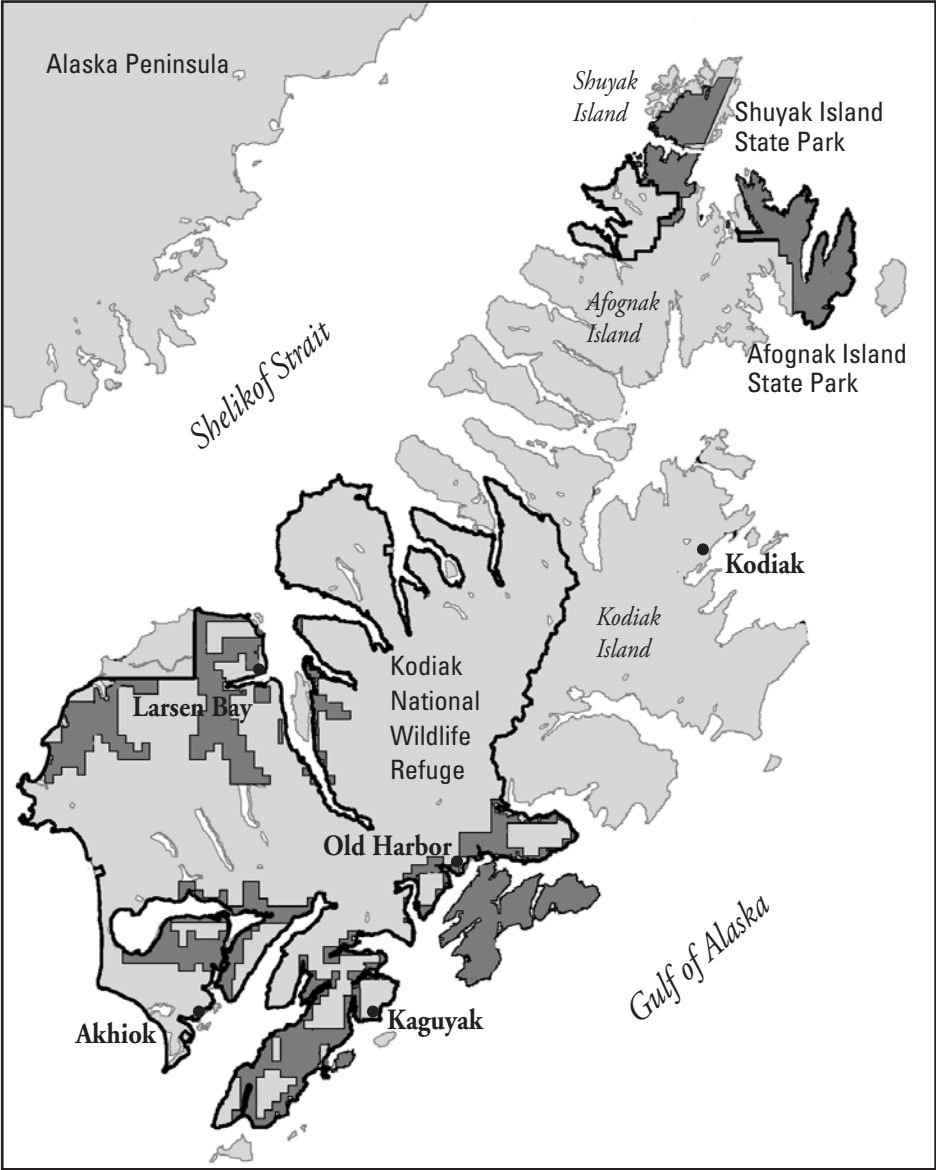 Alaska Peninsula
Shuyak
Island
Shuyak Island
State Park
Afognak
Island
Shelikof Strait
Afognak Island
State Park
Kodiak
Kodiak
Island
Kodiak
National
Wildlife
Refuge
Larsen Bay
Old Harbor
Gulf of Alaska
Akhiok
Kaguyak